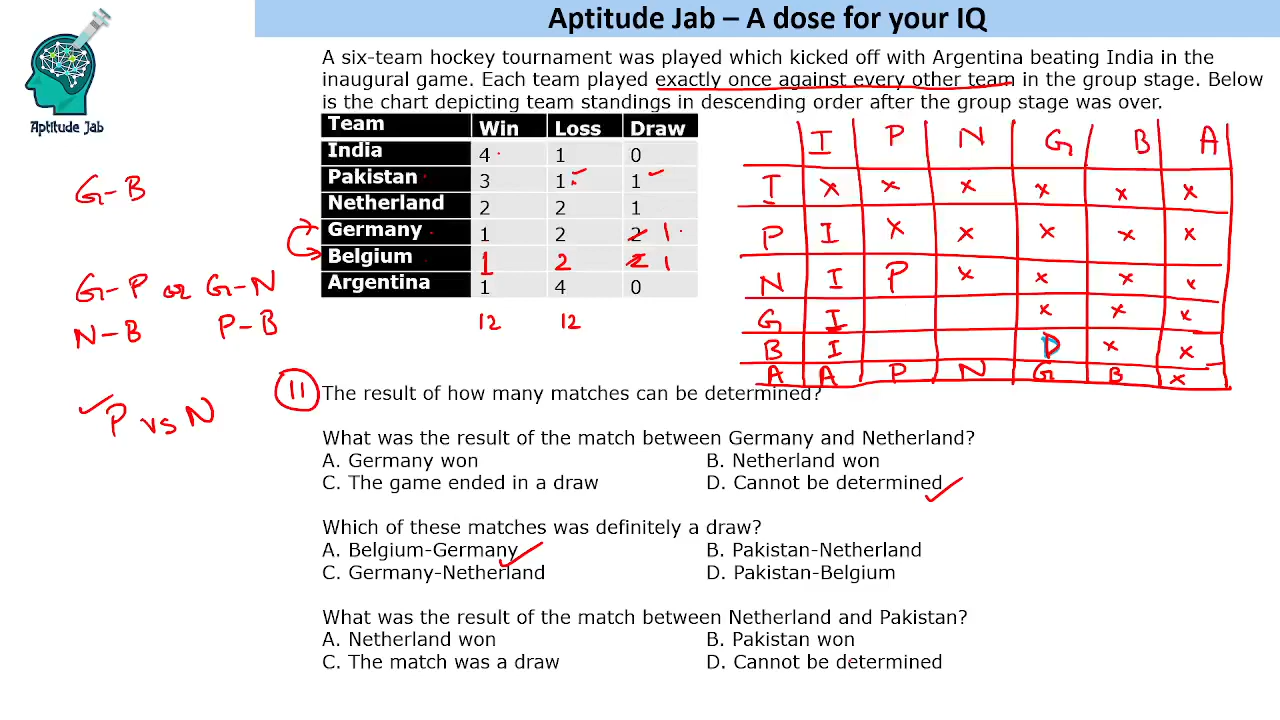 Aptitude Jab – A dose for your IQ
Aptitude Jab
A six-team hockey tournament was played which kicked off with Argentina beating India in the
inaugural game. Each team played exactly once against every other team in the group stage. Below
is the chart depicting team standings in descending order after the group stage was over.
Team Win Loss Draw
India 4 1 0
Pakistan 3 1 1
Netherland 2 2 1
Germany 1 2 2 1
Belgium 1 2 2 1
Argentina 1 4 0
12 12
G-B
G-P or G-N
N-B P-B
P vs N
I P N G B A
I x x x x x x
P I x x x x x
N I P x x x x
G I x x x
B I D x x
A A P N G B x
11 The result of how many matches can be determined?
What was the result of the match between Germany and Netherland?
A. Germany won B. Netherland won
C. The game ended in a draw D. Cannot be determined
Which of these matches was definitely a draw?
A. Belgium-Germany B. Pakistan-Netherland
C. Germany-Netherland D. Pakistan-Belgium
What was the result of the match between Netherland and Pakistan?
A. Netherland won B. Pakistan won
C. The match was a draw D. Cannot be determined